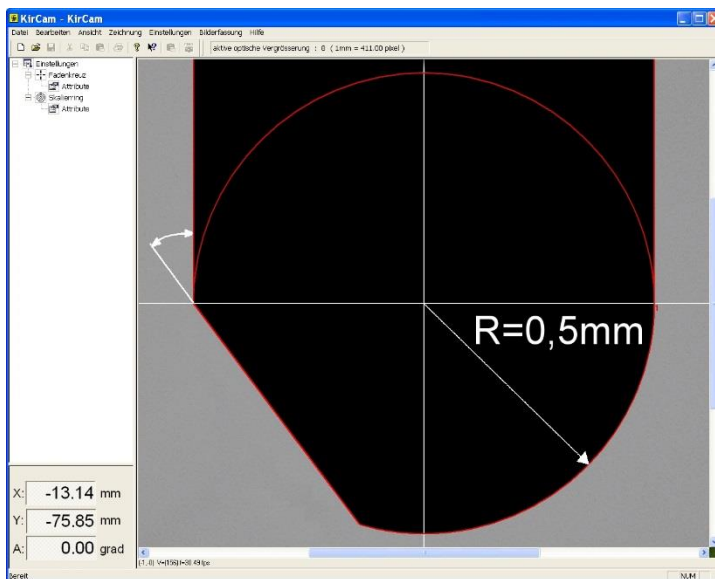 KirCam - KirCam
Datei Bearbeiten Ansicht Zeichnung Einstellungen Bilderfassung Hilfe
aktive optische Vergrösserung : 0 ( 1mm = 411.00 pixel )
Einstellungen
Fadenkreuz
Attribute
Skalierring
Attribute
R=0,5mm
X: -13.14 mm
Y: -75.85 mm
A: 0.00 grad
Bereit
NUM